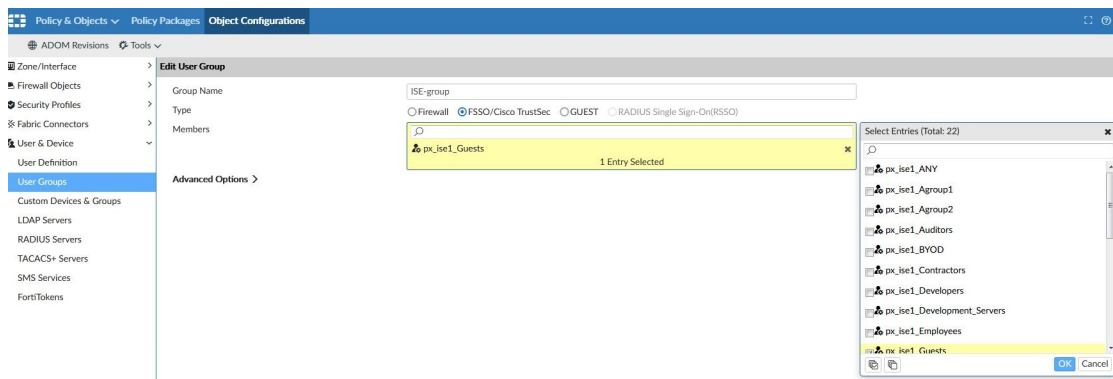 Policy & Objects Policy Packages Object Configurations
ADOM Revisions Tools
Zone/Interface
Firewall Objects
Security Profiles
Fabric Connectors
User & Device
User Definition
User Groups
Custom Devices & Groups
LDAP Servers
RADIUS Servers
TACACS+ Servers
SMS Services
FortiTokens
Edit User Group
Group Name ISE-group
Type Firewall FSSO/Cisco TrustSec GUEST RADIUS Single Sign-On(RSSO)
Members
px_ise1_Guests
1 Entry Selected
Advanced Options >
Select Entries (Total: 22)
px_ise1_ANY
px_ise1_Agroup1
px_ise1_Agroup2
px_ise1_Auditors
px_ise1_BYOD
px_ise1_Contractors
px_ise1_Developers
px_ise1_Development_Servers
px_ise1_Employees
px_ise1_Guests
OK Cancel